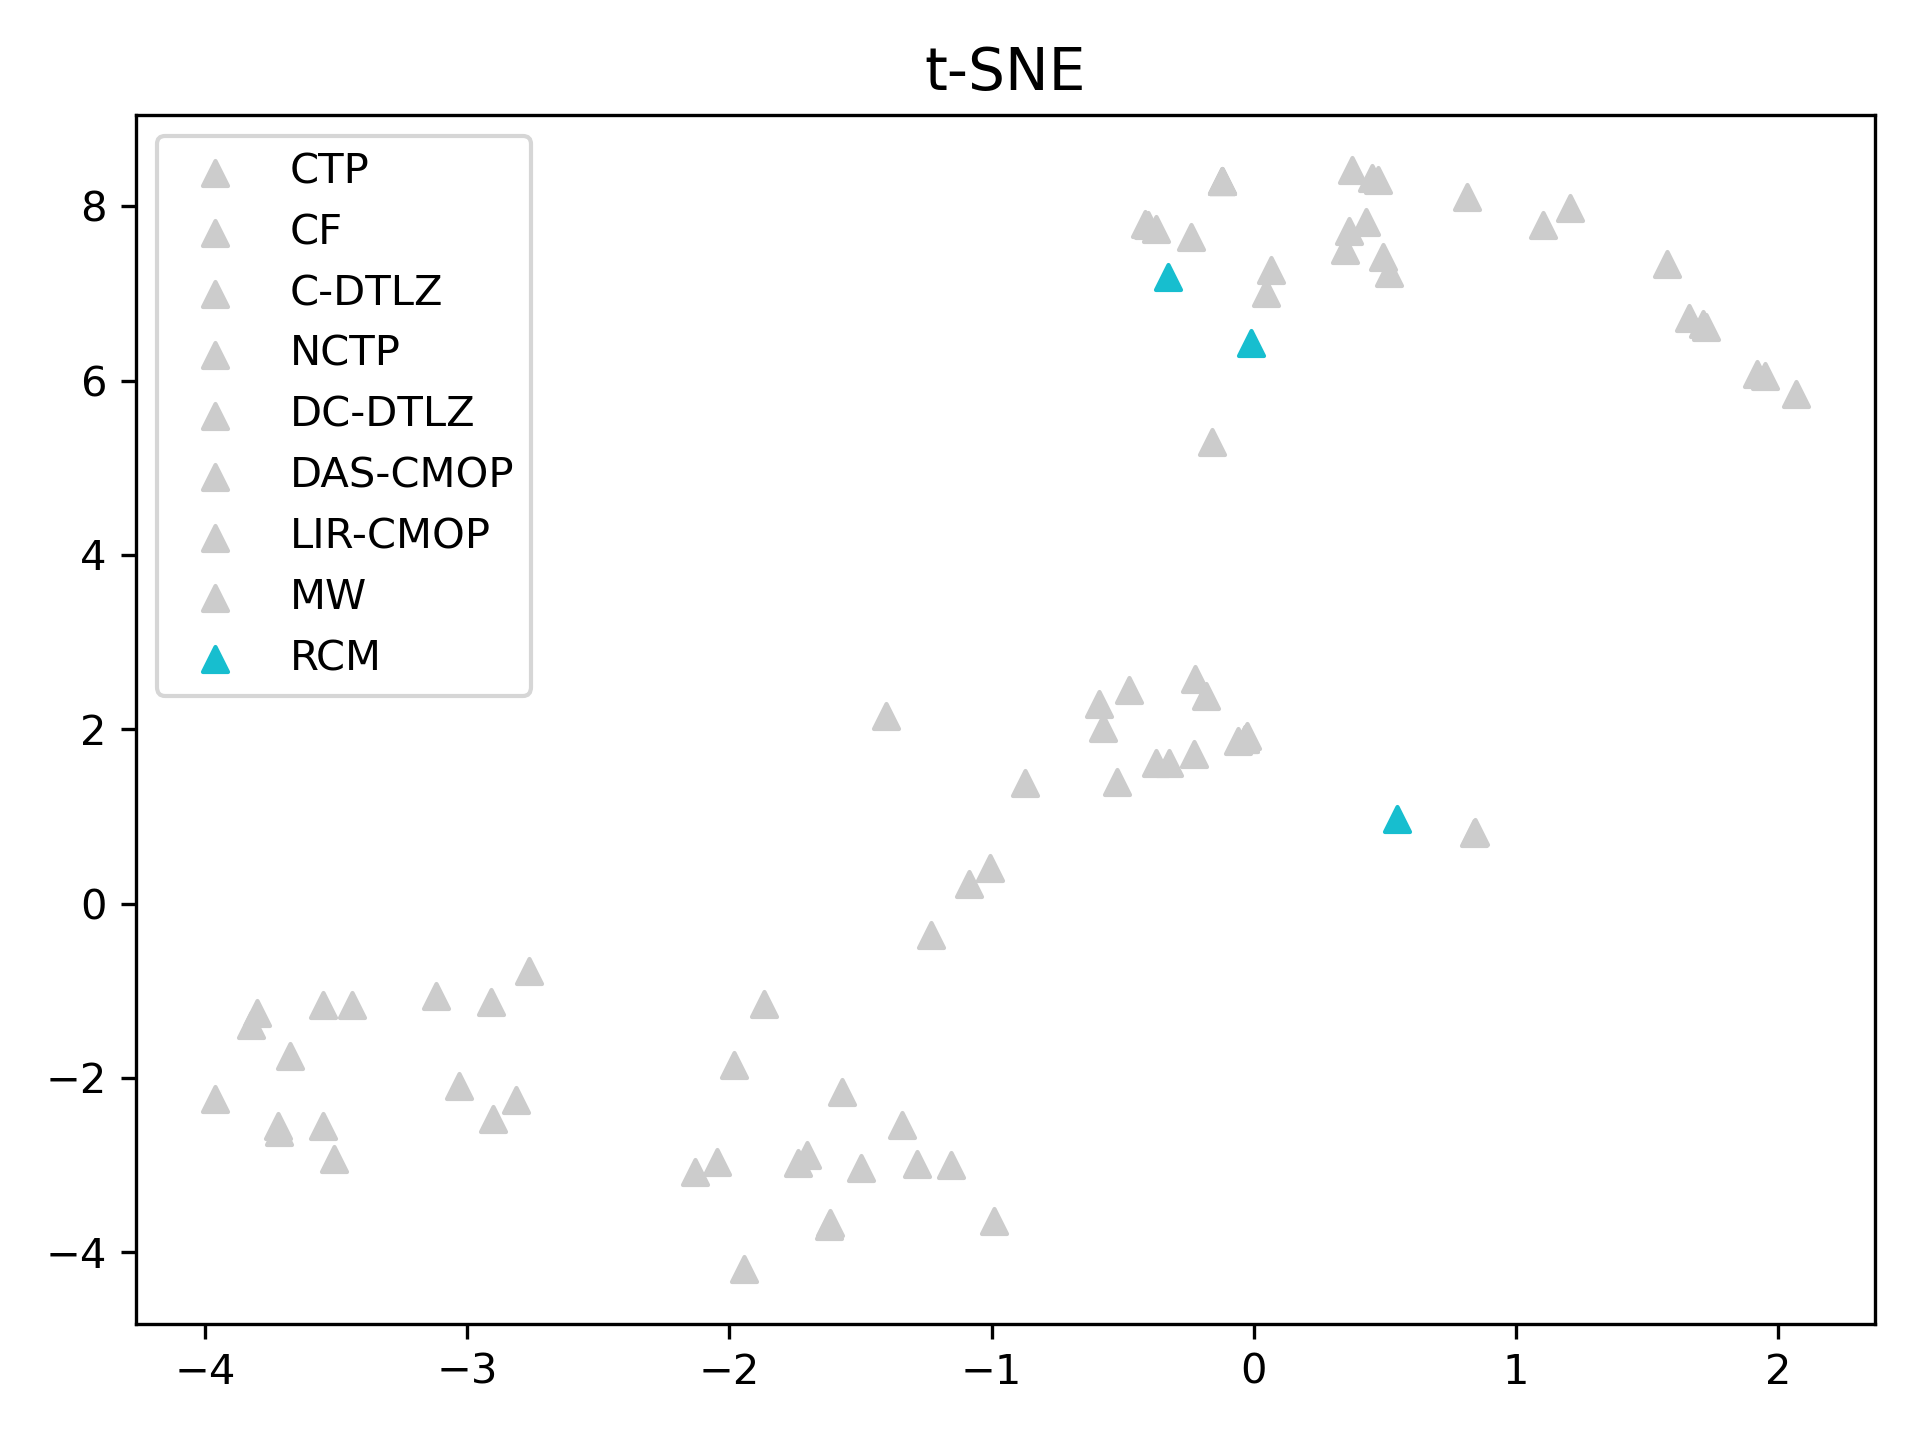 t-SNE
CTP
CF
C-DTLZ
NCTP
DC-DTLZ
DAS-CMOP
LIR-CMOP
MW
RCM
8
6
4
2
0
−2
−4
−4 −3 −2 −1 0 1 2